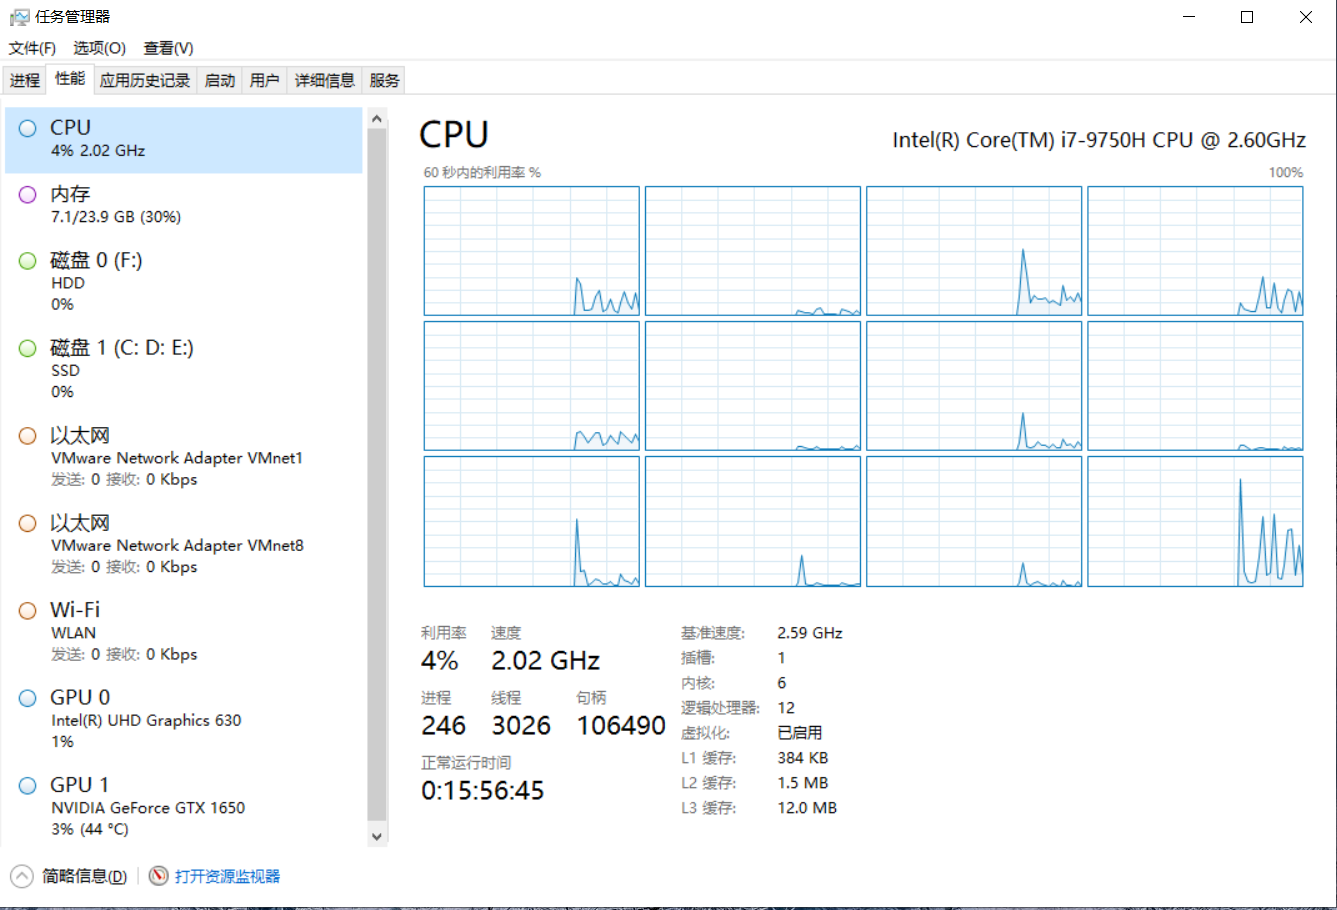 任务管理器
文件(F) 选项(O) 查看(V)
进程 性能 应用历史记录 启动 用户 详细信息 服务
CPU
4% 2.02 GHz
内存
7.1/23.9 GB (30%)
磁盘 0 (F:)
HDD
0%
磁盘 1 (C: D: E:)
SSD
0%
以太网
VMware Network Adapter VMnet1
发送: 0 接收: 0 Kbps
以太网
VMware Network Adapter VMnet8
发送: 0 接收: 0 Kbps
Wi-Fi
WLAN
发送: 0 接收: 0 Kbps
GPU 0
Intel(R) UHD Graphics 630
1%
GPU 1
NVIDIA GeForce GTX 1650
3% (44 °C)
CPU
Intel(R) Core(TM) i7-9750H CPU @ 2.60GHz
60 秒内的利用率 %
100%
利用率 速度
4% 2.02 GHz
进程 线程 句柄
246 3026 106490
正常运行时间
0:15:56:45
基准速度: 2.59 GHz
插槽: 1
内核: 6
逻辑处理器: 12
虚拟化: 已启用
L1 缓存: 384 KB
L2 缓存: 1.5 MB
L3 缓存: 12.0 MB
简略信息(D)
打开资源监视器